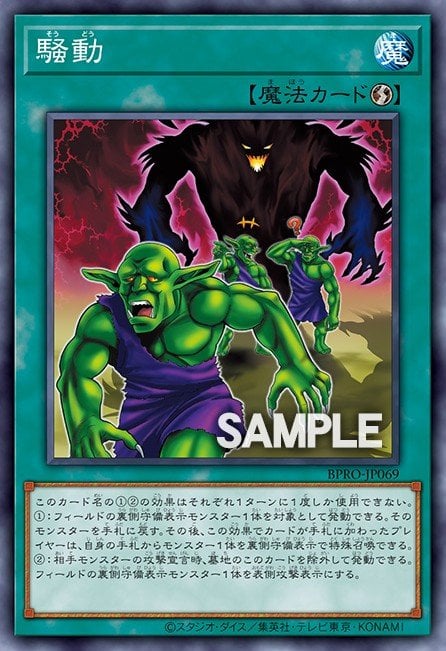 騒動
そうどう
魔
【魔法カード】
まほう
SAMPLE
BPRO-JP069
このカード名の①②の効果はそれぞれ1ターンに1度しか使用できない。
①：フィールドの裏側守備表示モンスター1体を対象として発動できる。その
モンスターを手札に戻す。その後、この効果でカードが手札に加わったプ
レイヤーは、自身の手札からモンスター1体を裏側守備表示で特殊召喚できる。
②：相手モンスターの攻撃宣言時、墓地のこのカードを除外して発動できる。
フィールドの裏側守備表示モンスター1体を表側攻撃表示にする。
©スタジオ・ダイス／集英社・テレビ東京・KONAMI